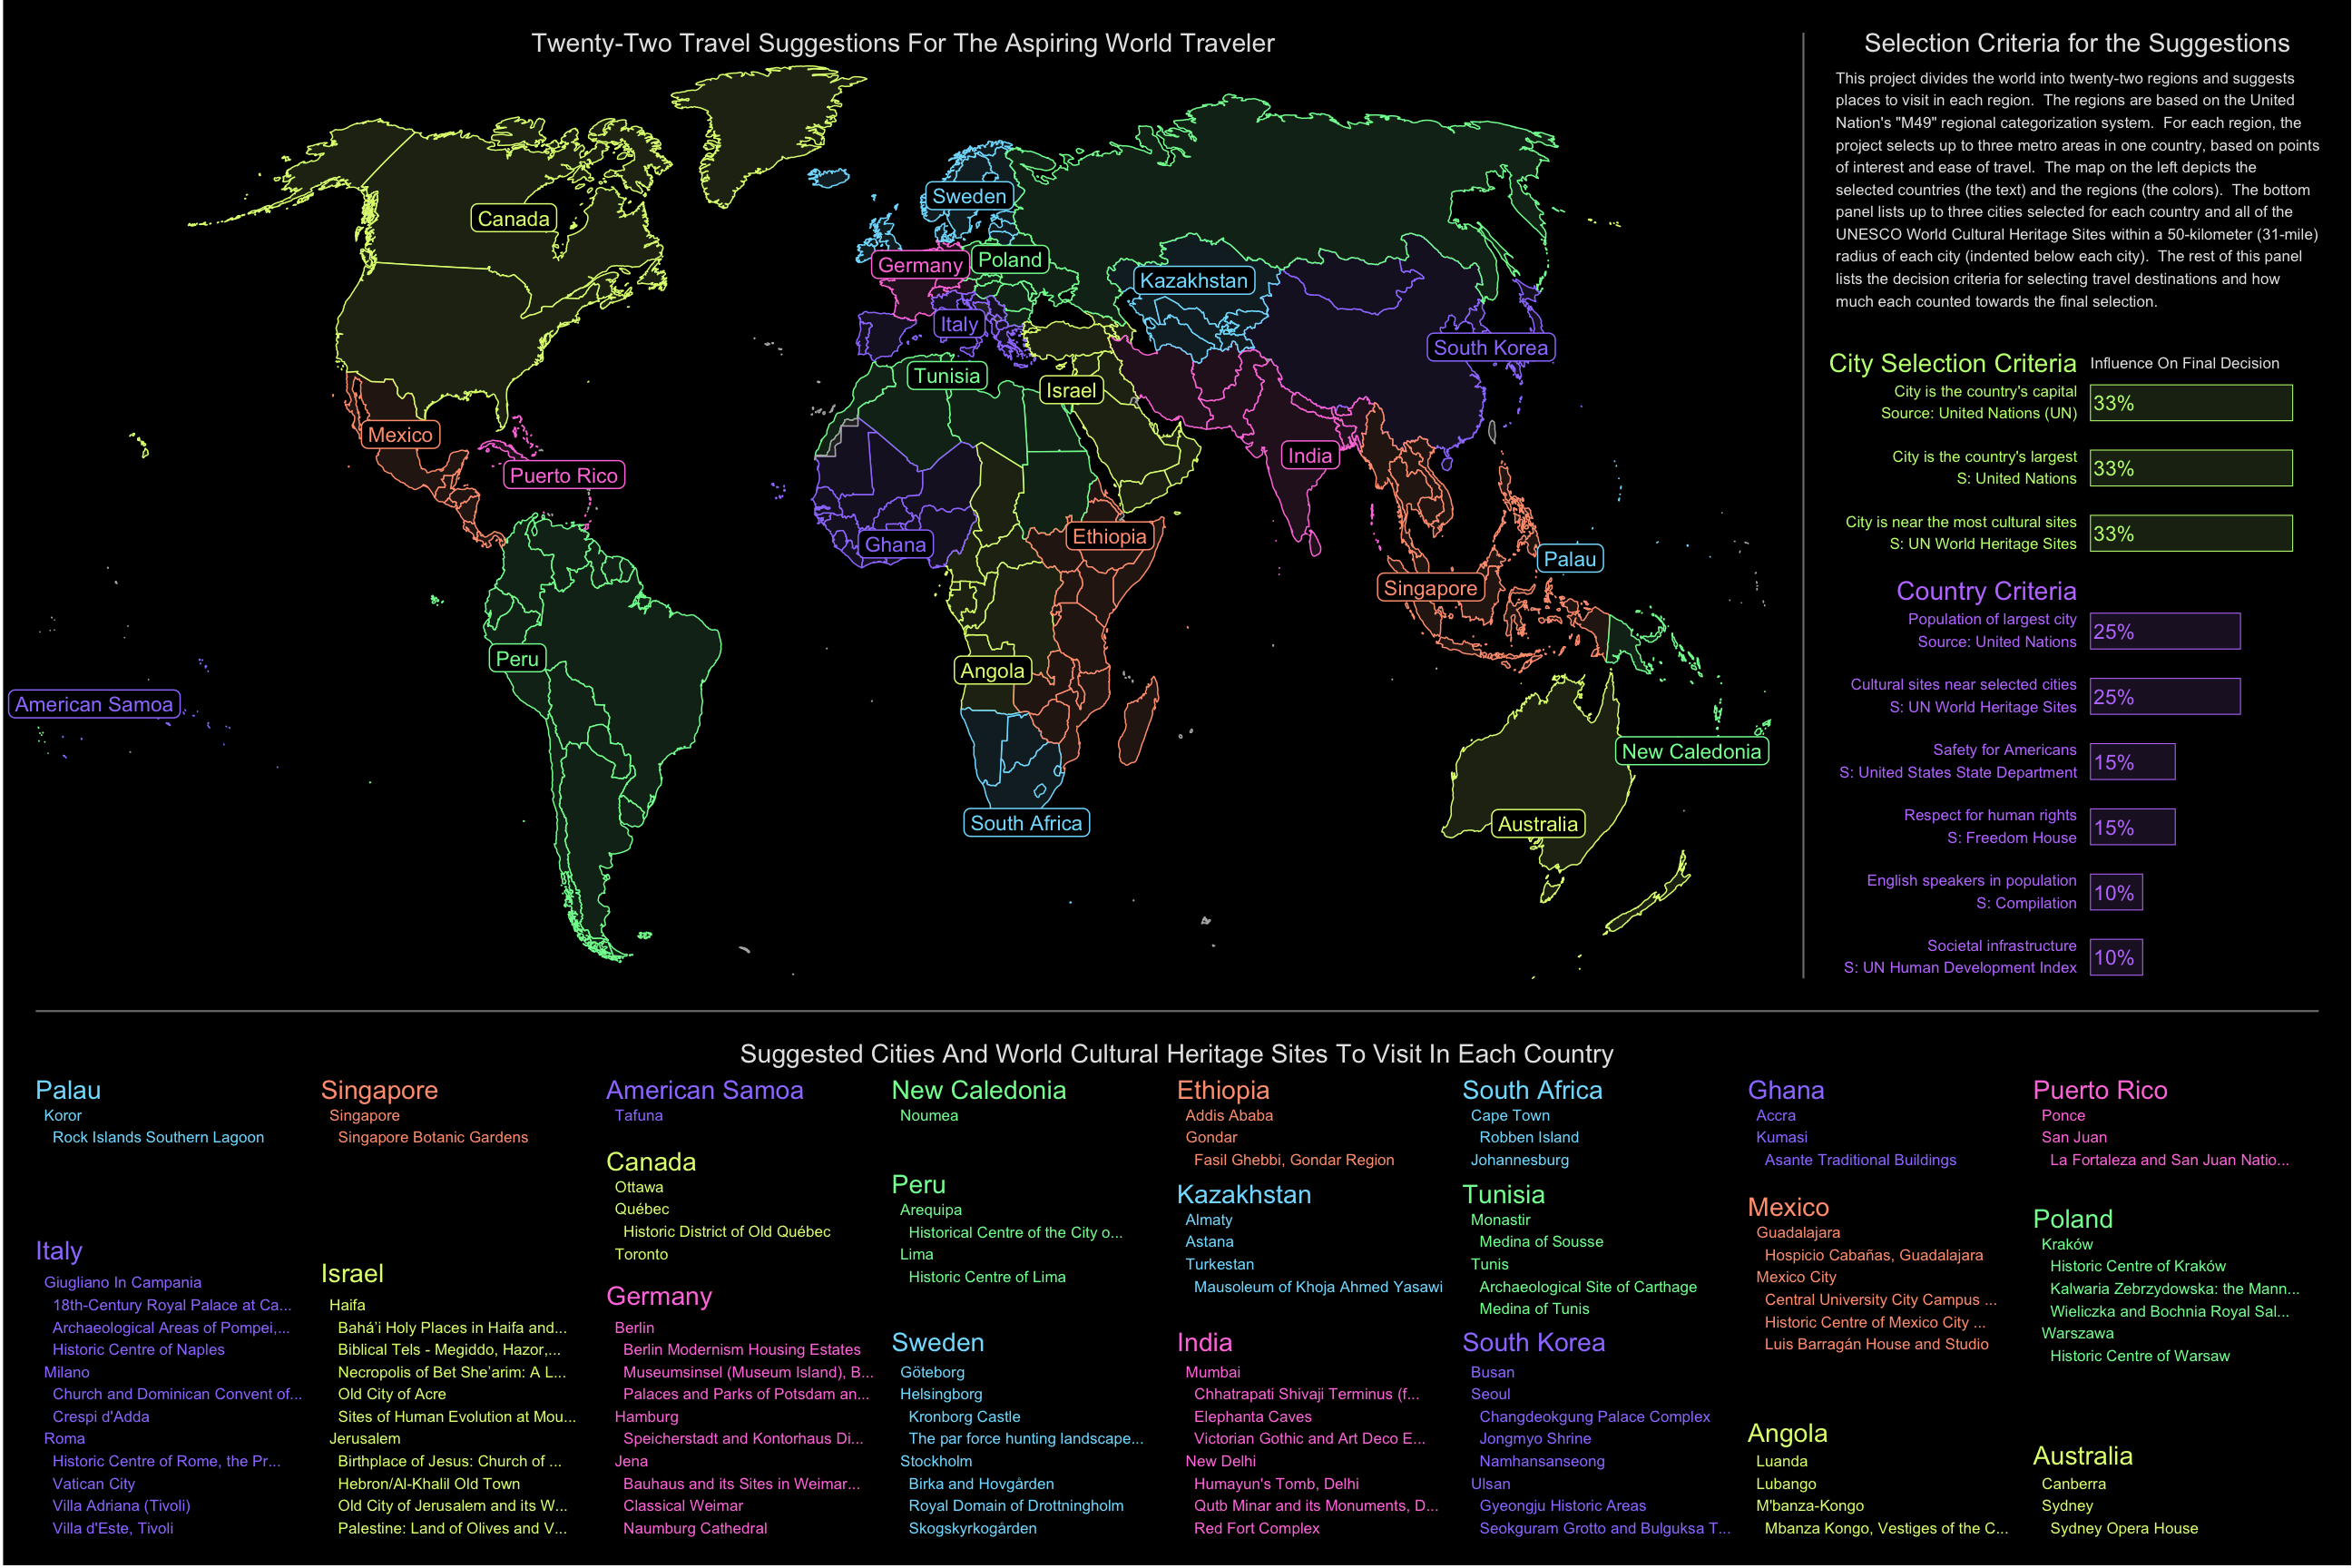 Twenty-Two Travel Suggestions For The Aspiring World Traveler
Canada
Sweden
Germany
Poland
Kazakhstan
Italy
South Korea
Tunisia
Israel
Mexico
Puerto Rico
India
Ghana
Ethiopia
Palau
Singapore
Peru
Angola
American Samoa
New Caledonia
South Africa
Australia
Selection Criteria for the Suggestions
This project divides the world into twenty-two regions and suggests
places to visit in each region. The regions are based on the United
Nation's "M49" regional categorization system. For each region, the
project selects up to three metro areas in one country, based on points
of interest and ease of travel. The map on the left depicts the
selected countries (the text) and the regions (the colors). The bottom
panel lists up to three cities selected for each country and all of the
UNESCO World Cultural Heritage Sites within a 50-kilometer (31-mile)
radius of each city (indented below each city). The rest of this panel
lists the decision criteria for selecting travel destinations and how
much each counted towards the final selection.
City Selection Criteria Influence On Final Decision
City is the country's capital
Source: United Nations (UN)
33%
City is the country's largest
S: United Nations
33%
City is near the most cultural sites
S: UN World Heritage Sites
33%
Country Criteria
Population of largest city
Source: United Nations
25%
Cultural sites near selected cities
S: UN World Heritage Sites
25%
Safety for Americans
S: United States State Department
15%
Respect for human rights
S: Freedom House
15%
English speakers in population
S: Compilation
10%
Societal infrastructure
S: UN Human Development Index
10%
Suggested Cities And World Cultural Heritage Sites To Visit In Each Country
Palau
Koror
Rock Islands Southern Lagoon
Italy
Giugliano In Campania
18th-Century Royal Palace at Ca...
Archaeological Areas of Pompei,...
Historic Centre of Naples
Milano
Church and Dominican Convent of...
Crespi d'Adda
Roma
Historic Centre of Rome, the Pr...
Vatican City
Villa Adriana (Tivoli)
Villa d'Este, Tivoli
Singapore
Singapore
Singapore Botanic Gardens
Israel
Haifa
Bahá’i Holy Places in Haifa and...
Biblical Tels - Megiddo, Hazor,...
Necropolis of Bet She’arim: A L...
Old City of Acre
Sites of Human Evolution at Mou...
Jerusalem
Birthplace of Jesus: Church of ...
Hebron/Al-Khalil Old Town
Old City of Jerusalem and its W...
Palestine: Land of Olives and V...
American Samoa
Tafuna
Canada
Ottawa
Québec
Historic District of Old Québec
Toronto
Germany
Berlin
Berlin Modernism Housing Estates
Museumsinsel (Museum Island), B...
Palaces and Parks of Potsdam an...
Hamburg
Speicherstadt and Kontorhaus Di...
Jena
Bauhaus and its Sites in Weimar...
Classical Weimar
Naumburg Cathedral
New Caledonia
Noumea
Peru
Arequipa
Historical Centre of the City o...
Lima
Historic Centre of Lima
Sweden
Göteborg
Helsingborg
Kronborg Castle
The par force hunting landscape...
Stockholm
Birka and Hovgården
Royal Domain of Drottningholm
Skogskyrkogården
Ethiopia
Addis Ababa
Gondar
Fasil Ghebbi, Gondar Region
Kazakhstan
Almaty
Astana
Turkestan
Mausoleum of Khoja Ahmed Yasawi
India
Mumbai
Chhatrapati Shivaji Terminus (f...
Elephanta Caves
Victorian Gothic and Art Deco E...
New Delhi
Humayun's Tomb, Delhi
Qutb Minar and its Monuments, D...
Red Fort Complex
South Africa
Cape Town
Robben Island
Johannesburg
Tunisia
Monastir
Medina of Sousse
Tunis
Archaeological Site of Carthage
Medina of Tunis
South Korea
Busan
Seoul
Changdeokgung Palace Complex
Jongmyo Shrine
Namhansanseong
Ulsan
Gyeongju Historic Areas
Seokguram Grotto and Bulguksa T...
Ghana
Accra
Kumasi
Asante Traditional Buildings
Mexico
Guadalajara
Hospicio Cabañas, Guadalajara
Mexico City
Central University City Campus ...
Historic Centre of Mexico City ...
Luis Barragán House and Studio
Angola
Luanda
Lubango
M'banza-Kongo
Mbanza Kongo, Vestiges of the C...
Puerto Rico
Ponce
San Juan
La Fortaleza and San Juan Natio...
Poland
Kraków
Historic Centre of Kraków
Kalwaria Zebrzydowska: the Mann...
Wieliczka and Bochnia Royal Sal...
Warszawa
Historic Centre of Warsaw
Australia
Canberra
Sydney
Sydney Opera House